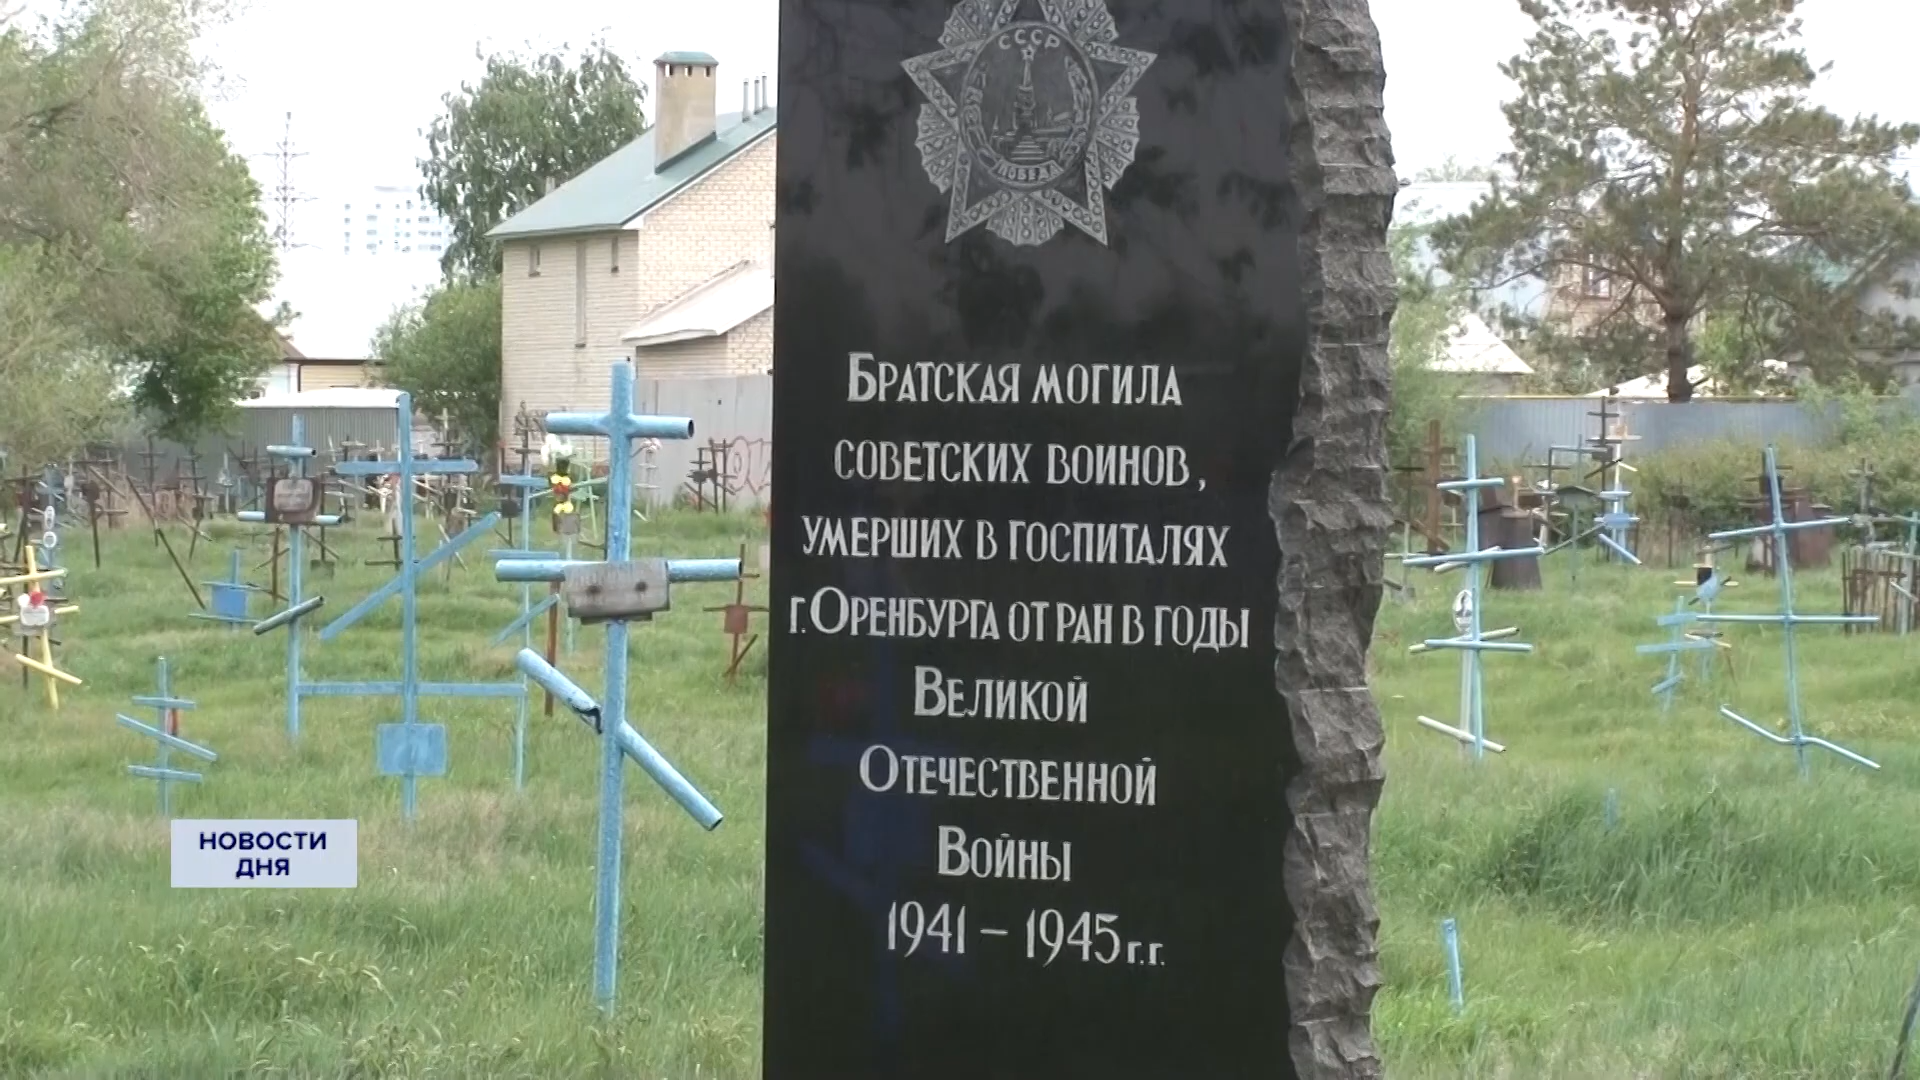 СССР
ПОБЕДА
БРАТСКАЯ МОГИЛА
СОВЕТСКИХ ВОИНОВ,
УМЕРШИХ В ГОСПИТАЛЯХ
г. ОРЕНБУРГА ОТ РАН В ГОДЫ
ВЕЛИКОЙ
ОТЕЧЕСТВЕННОЙ
ВОЙНЫ
1941 – 1945 г.г.
НОВОСТИ
ДНЯ